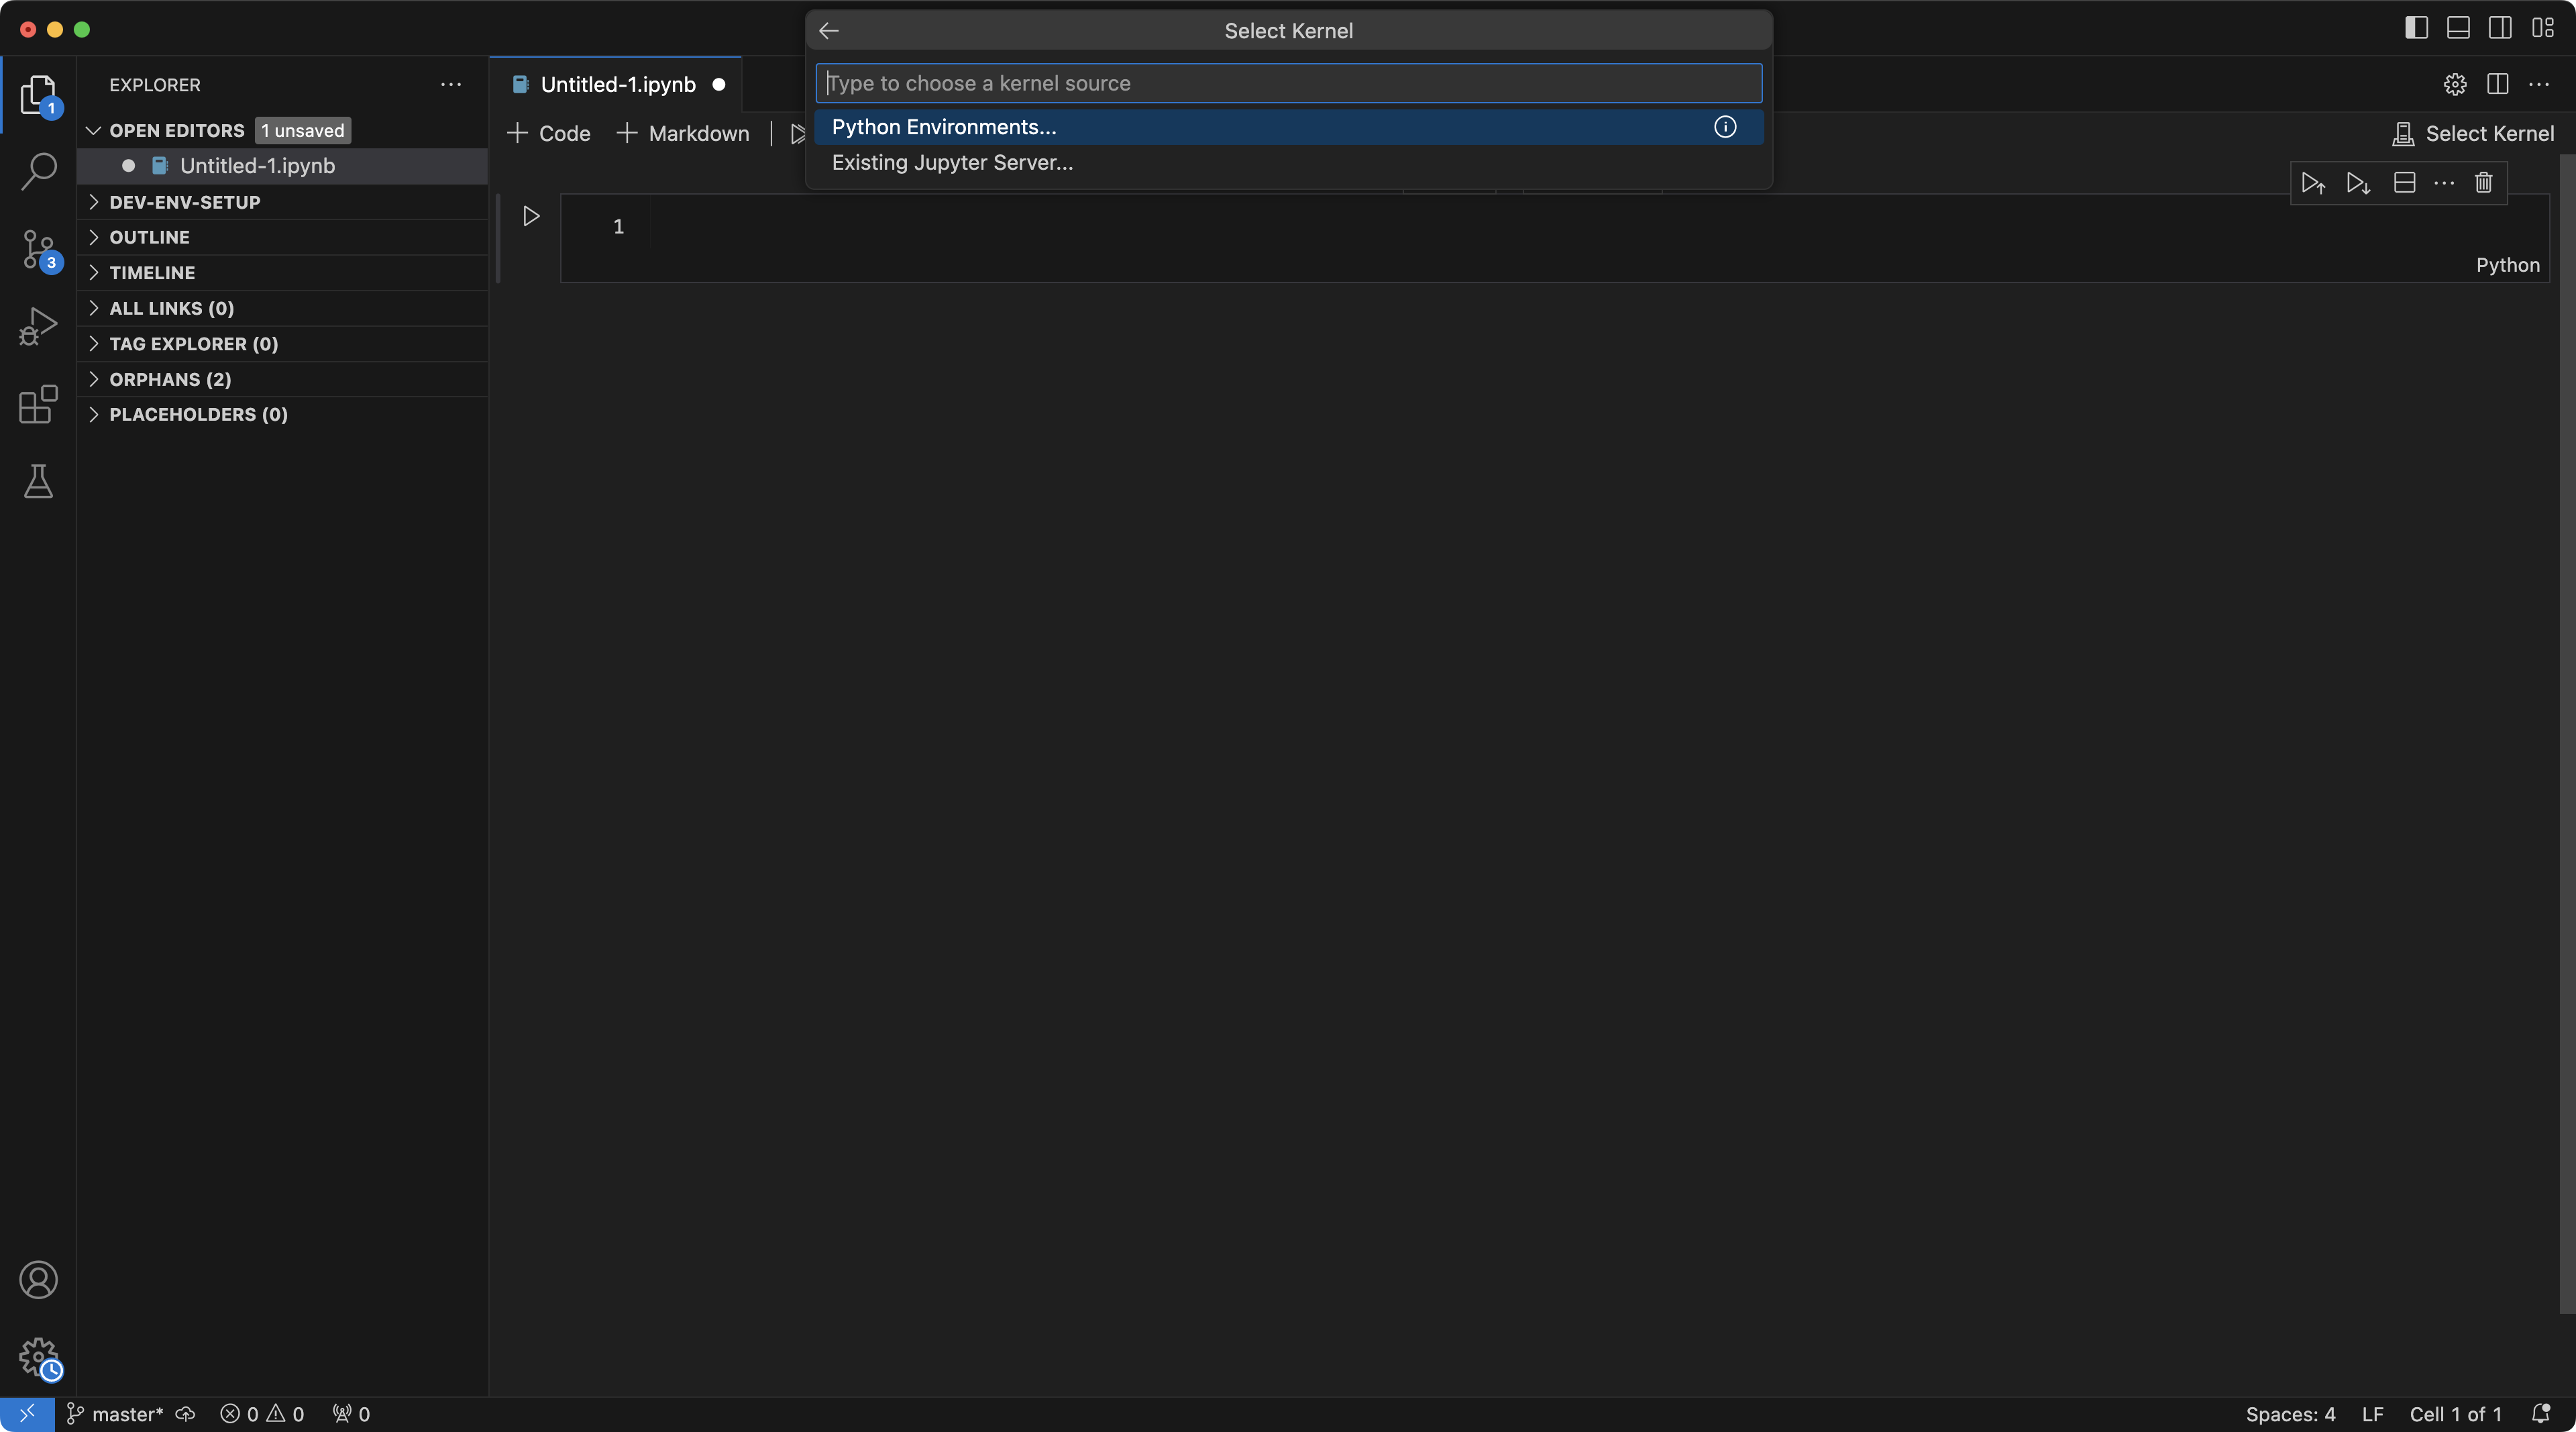 Select Kernel
Type to choose a kernel source
Python Environments...
Existing Jupyter Server...
EXPLORER
OPEN EDITORS 1 unsaved
Untitled-1.ipynb
DEV-ENV-SETUP
OUTLINE
TIMELINE
ALL LINKS (0)
TAG EXPLORER (0)
ORPHANS (2)
PLACEHOLDERS (0)
1
3
Untitled-1.ipynb
Code Markdown
Select Kernel
1
Python
master* 0 0 0
Spaces: 4 LF Cell 1 of 1